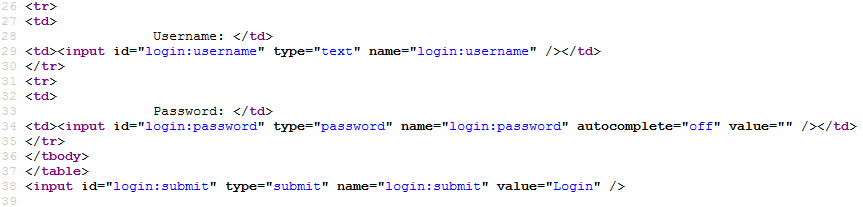 26 <tr>
27 <td>
28 Username: </td>
29 <td><input id="login:username" type="text" name="login:username" /></td>
30 </tr>
31 <tr>
32 <td>
33 Password: </td>
34 <td><input id="login:password" type="password" name="login:password" autocomplete="off" value="" /></td>
35 </tr>
36 </tbody>
37 </table>
38 <input id="login:submit" type="submit" name="login:submit" value="Login" />
39